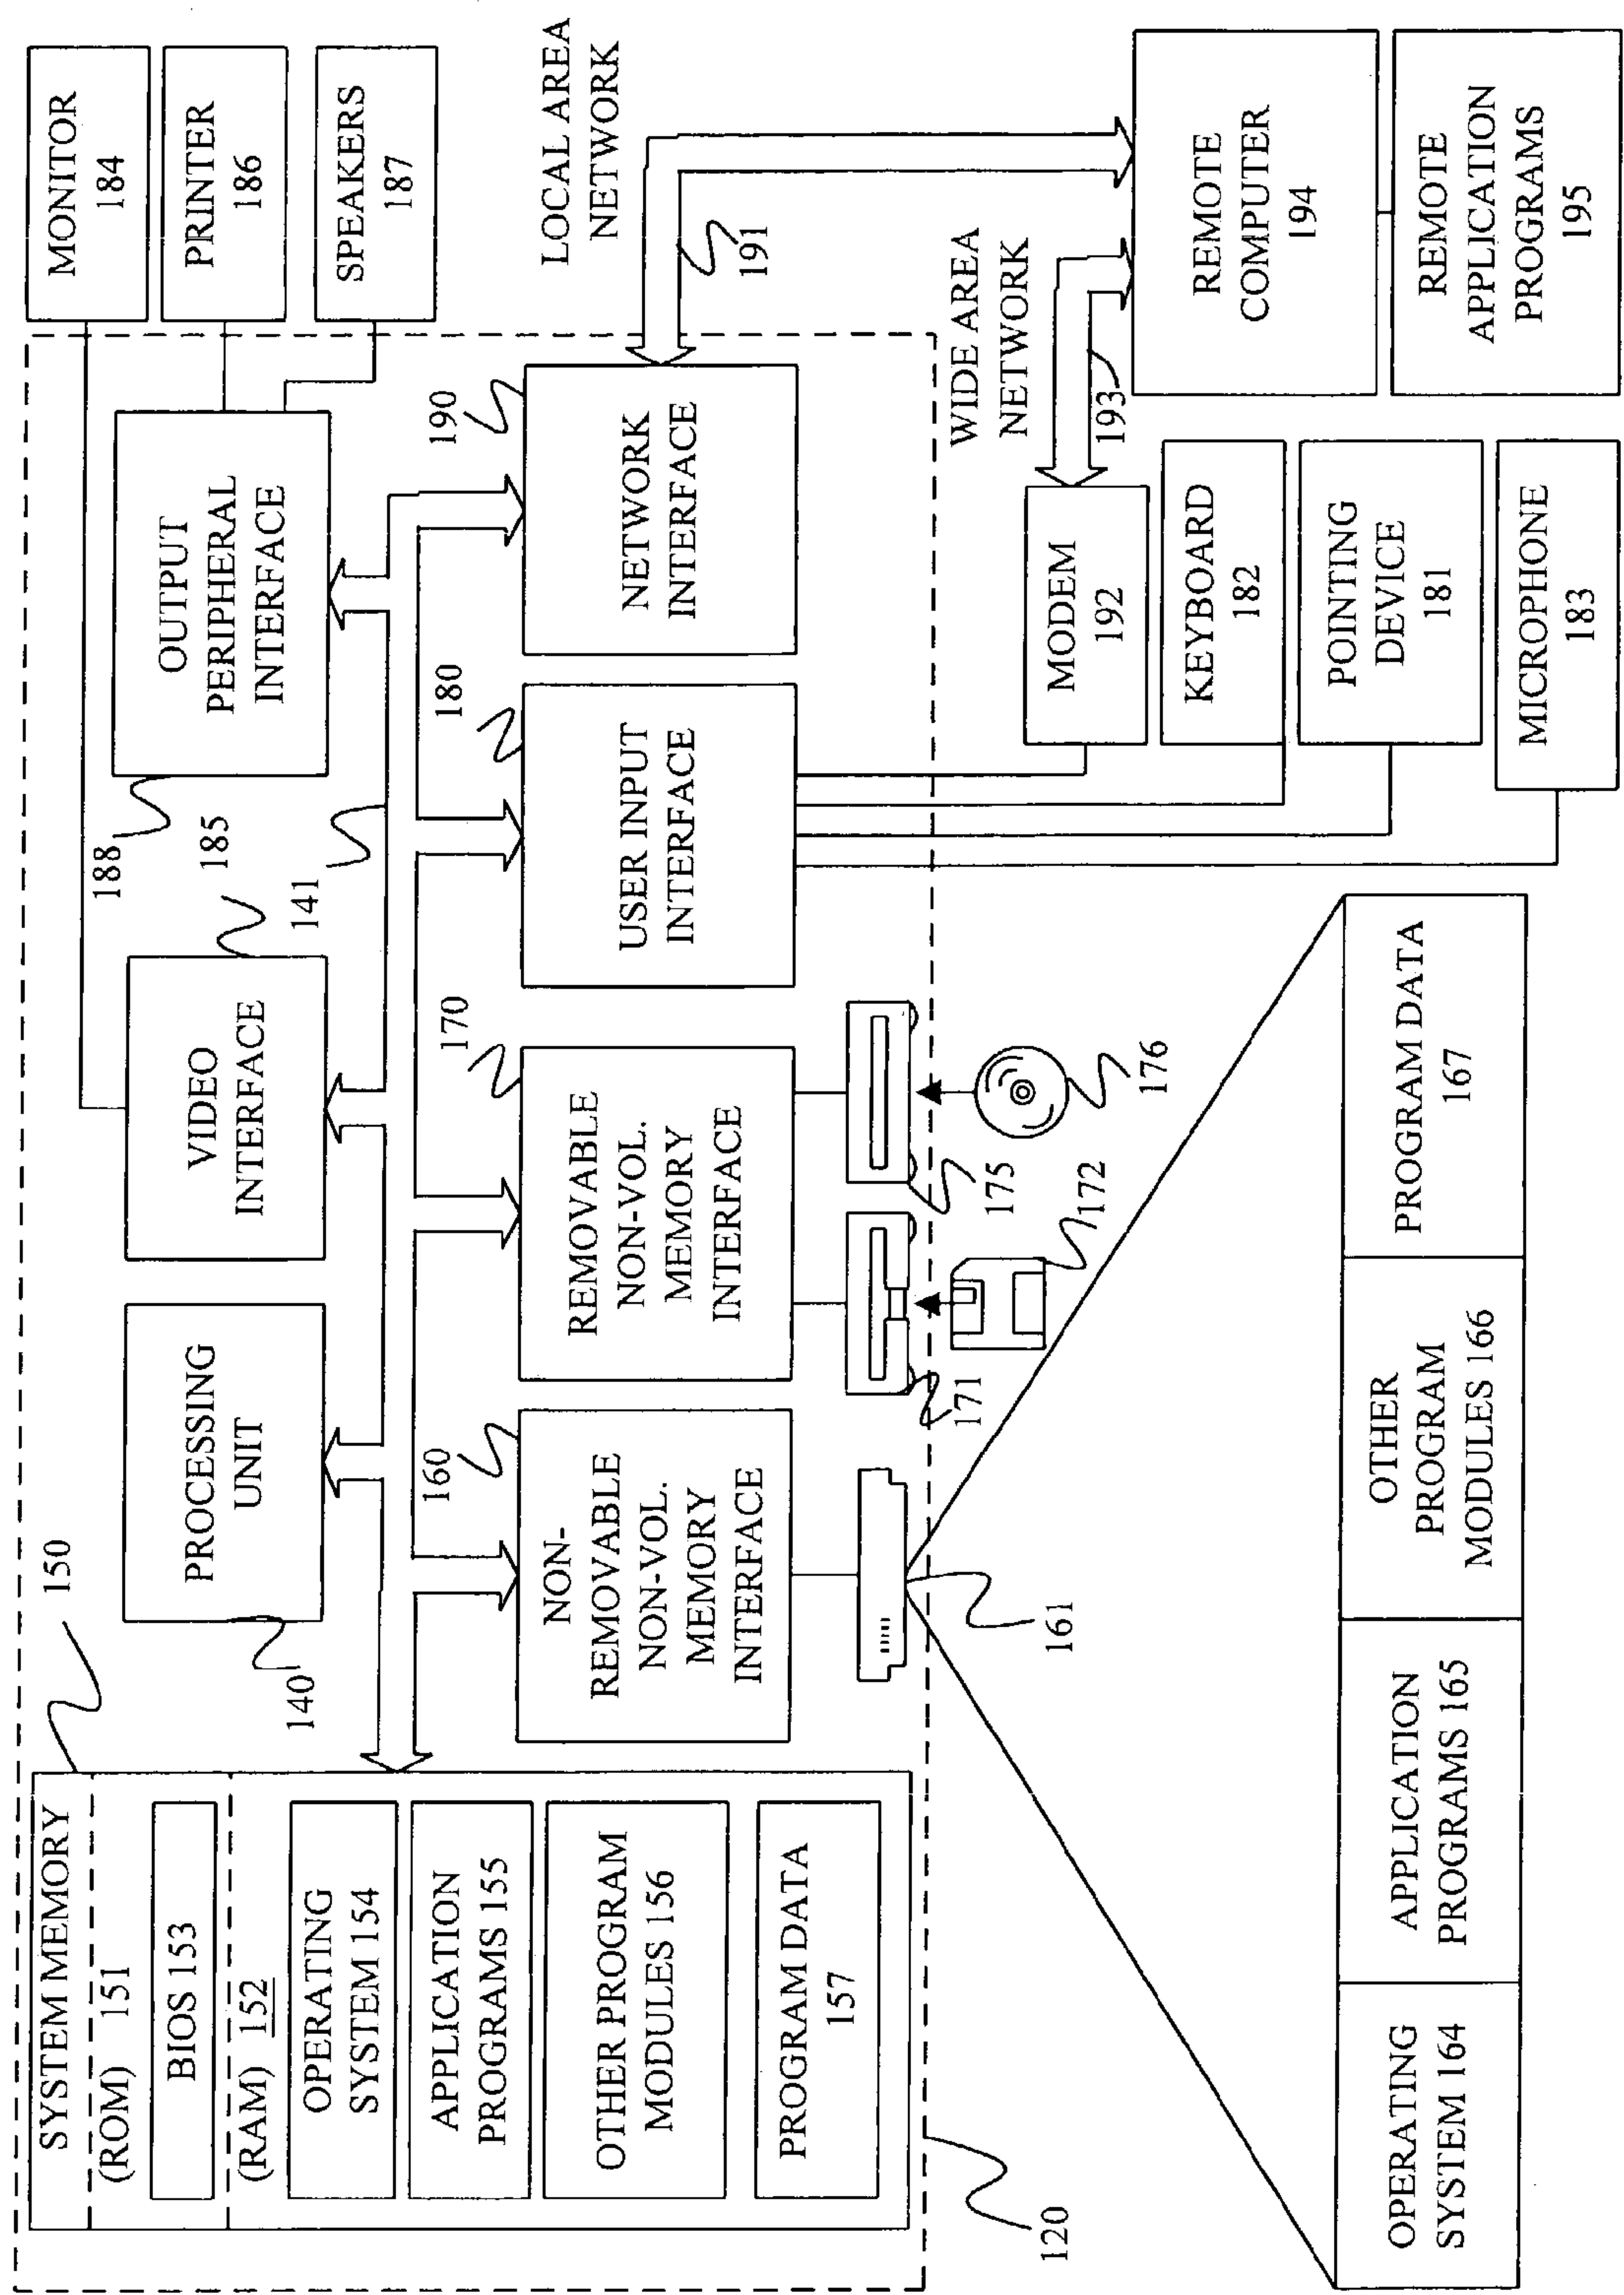 SYSTEM MEMORY
(ROM) 151
BIOS 153
(RAM) 152
OPERATING
SYSTEM 154
APPLICATION
PROGRAMS 155
OTHER PROGRAM
MODULES 156
PROGRAM DATA
157
120
150
PROCESSING
UNIT
140
VIDEO
INTERFACE
188
185
141
OUTPUT
PERIPHERAL
INTERFACE
MONITOR
184
PRINTER
186
SPEAKERS
187
160
NON-
REMOVABLE
NON-VOL.
MEMORY
INTERFACE
170
REMOVABLE
NON-VOL.
MEMORY
INTERFACE
180
USER INPUT
INTERFACE
190
NETWORK
INTERFACE
LOCAL AREA
NETWORK
191
161
171
172
175
176
WIDE AREA
NETWORK
193
MODEM
192
KEYBOARD
182
POINTING
DEVICE
181
MICROPHONE
183
REMOTE
COMPUTER
194
REMOTE
APPLICATION
PROGRAMS
195
OPERATING
SYSTEM 164
APPLICATION
PROGRAMS 165
OTHER
PROGRAM
MODULES 166
PROGRAM DATA
167